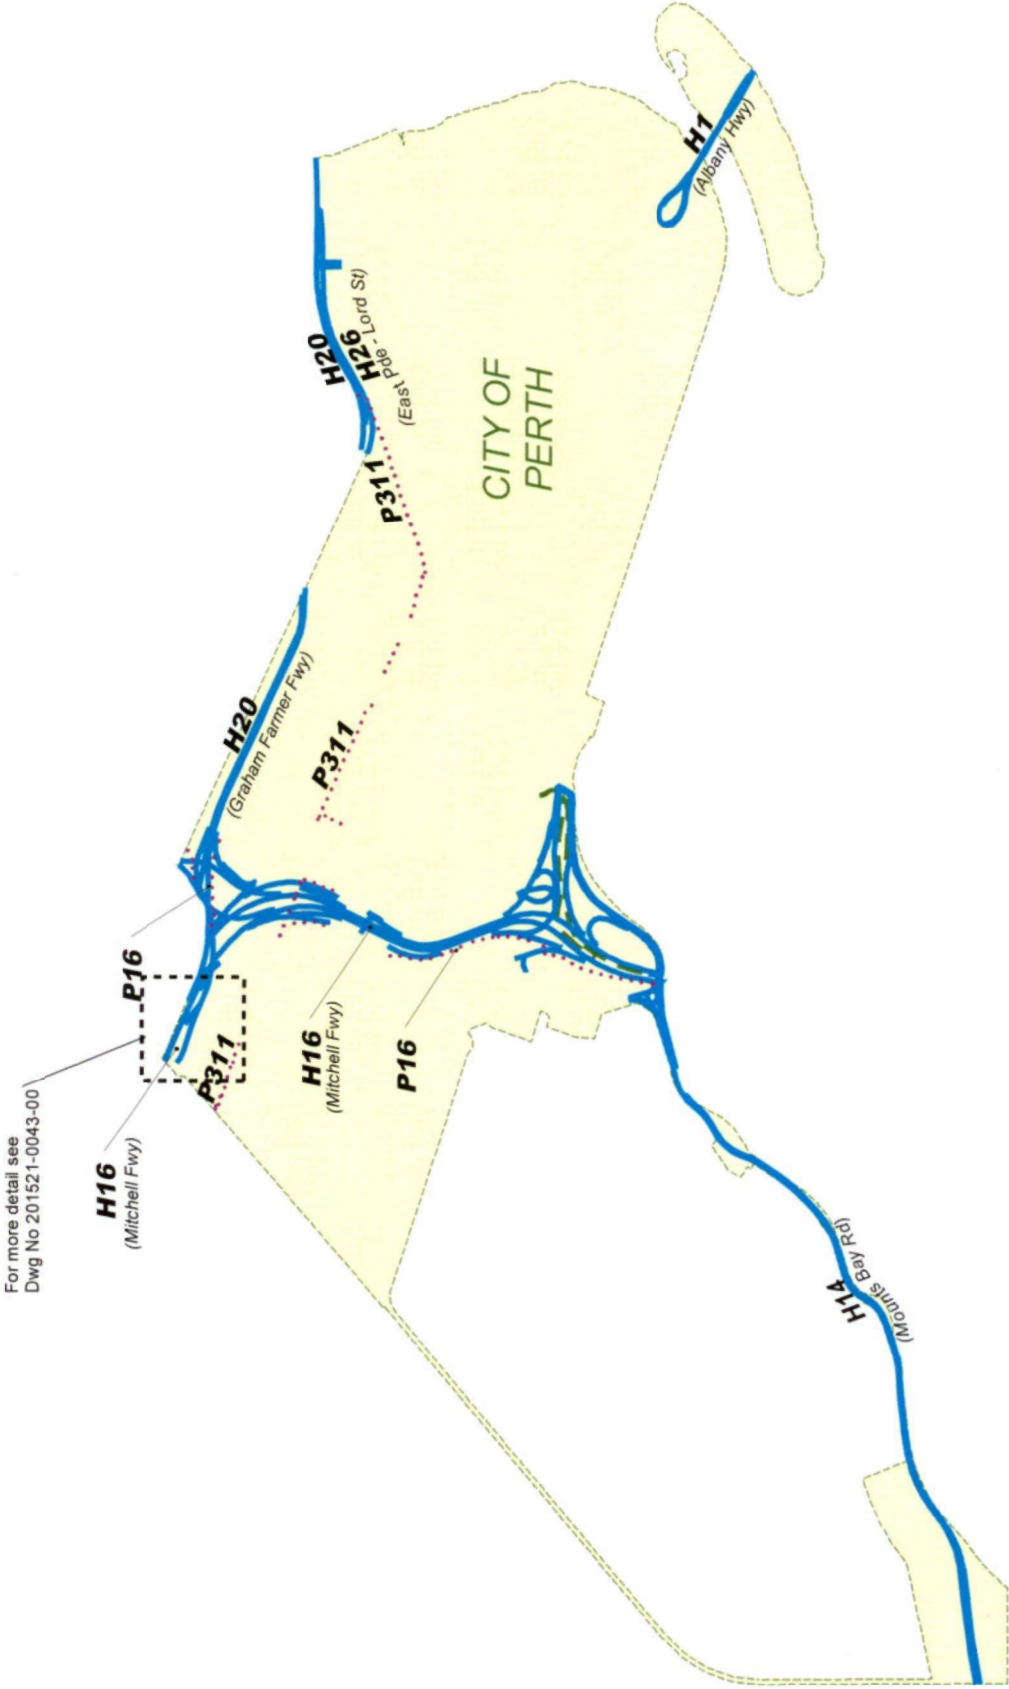 For more detail see
Dwg No 201521-0043-00
H16
(Mitchell Fwy)
P16
P311
H16
(Mitchell Fwy)
P16
H20
(Graham Farmer Fwy)
P311
P311
H20
H26
(East Pde - Lord St)
CITY OF
PERTH
H1
(Albany Hwy)
H14
(Mounts Bay Rd)